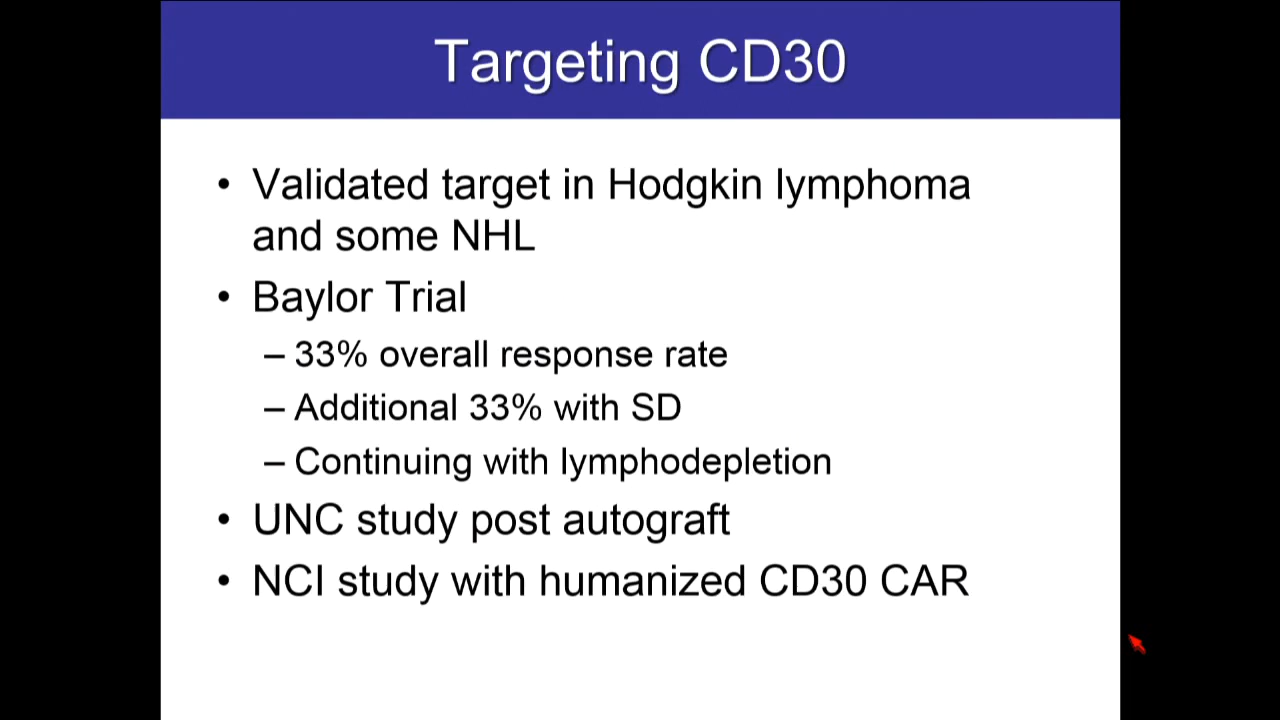 Targeting CD30
• Validated target in Hodgkin lymphoma
and some NHL
• Baylor Trial
– 33% overall response rate
– Additional 33% with SD
– Continuing with lymphodepletion
• UNC study post autograft
• NCI study with humanized CD30 CAR